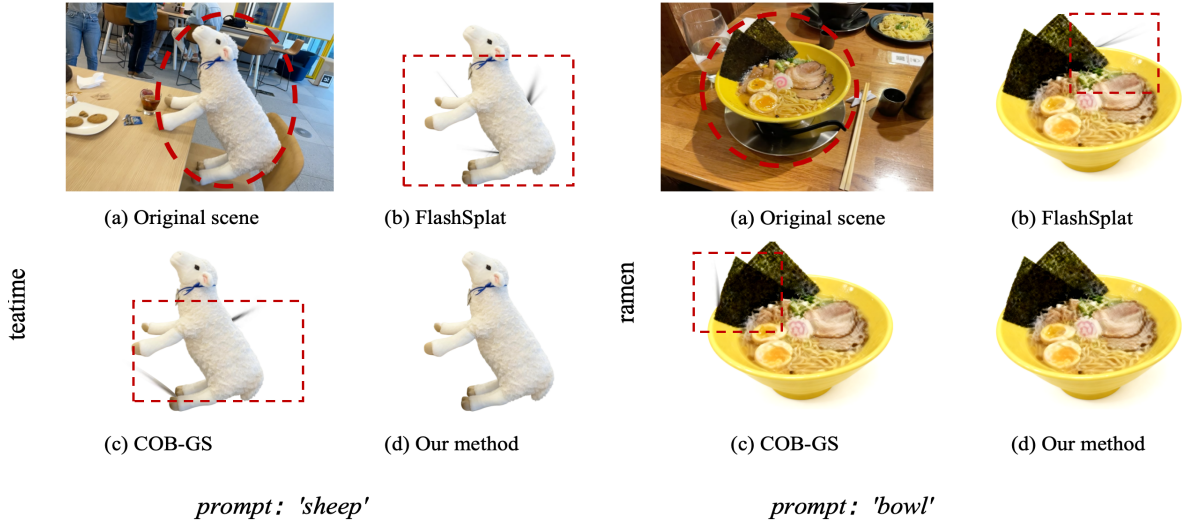 (a) Original scene
(b) FlashSplat
teatime
(c) COB-GS
(d) Our method
prompt: 'sheep'
(a) Original scene
(b) FlashSplat
ramen
(c) COB-GS
(d) Our method
prompt: 'bowl'